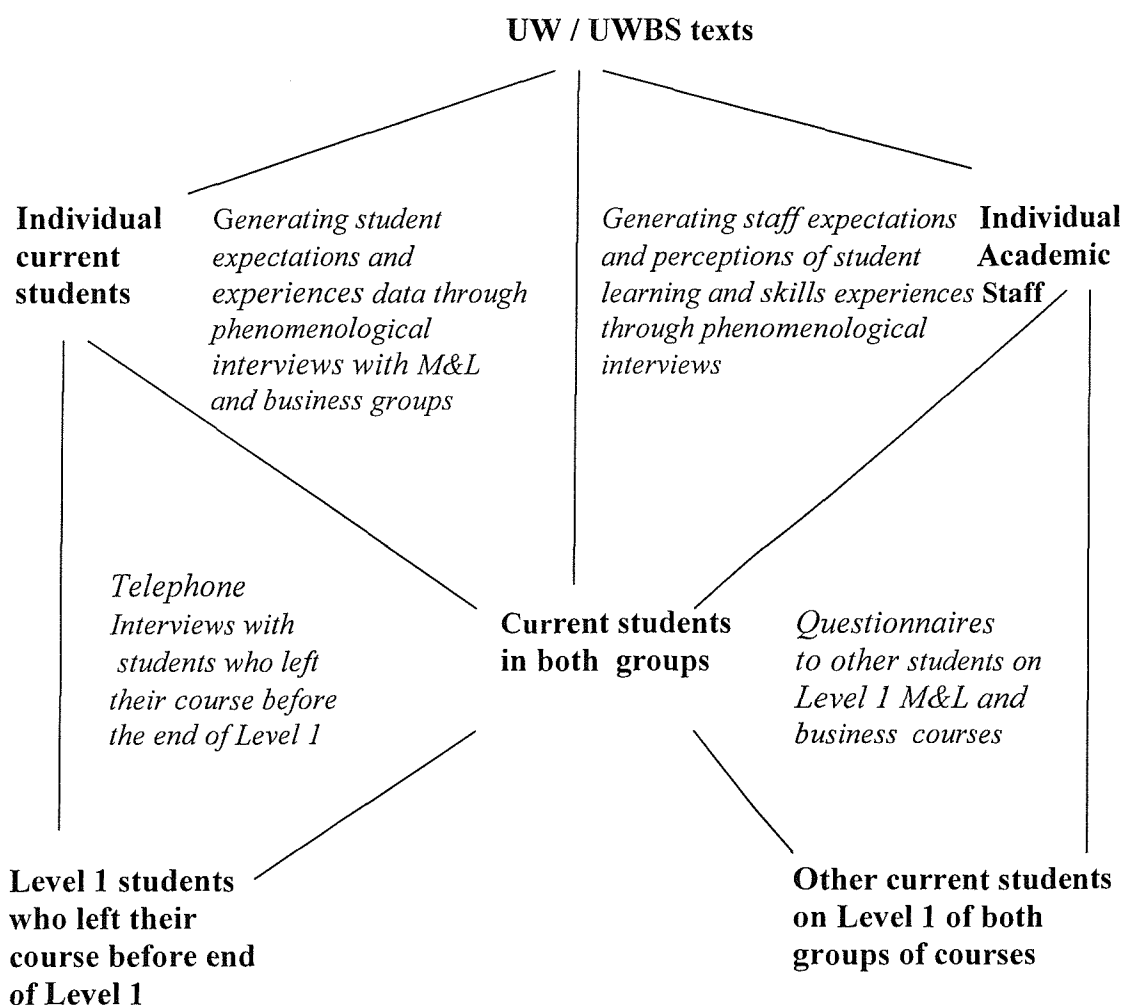 UW / UWBS texts
Individual
current
students
Generating student
expectations and
experiences data through
phenomenological
interviews with M&L
and business groups
Generating staff expectations
and perceptions of student
learning and skills experiences
through phenomenological
interviews
Individual
Academic
Staff
Telephone
Interviews with
students who left
their course before
the end of Level 1
Current students
in both groups
Questionnaires
to other students on
Level 1 M&L and
business courses
Level 1 students
who left their
course before end
of Level 1
Other current students
on Level 1 of both
groups of courses